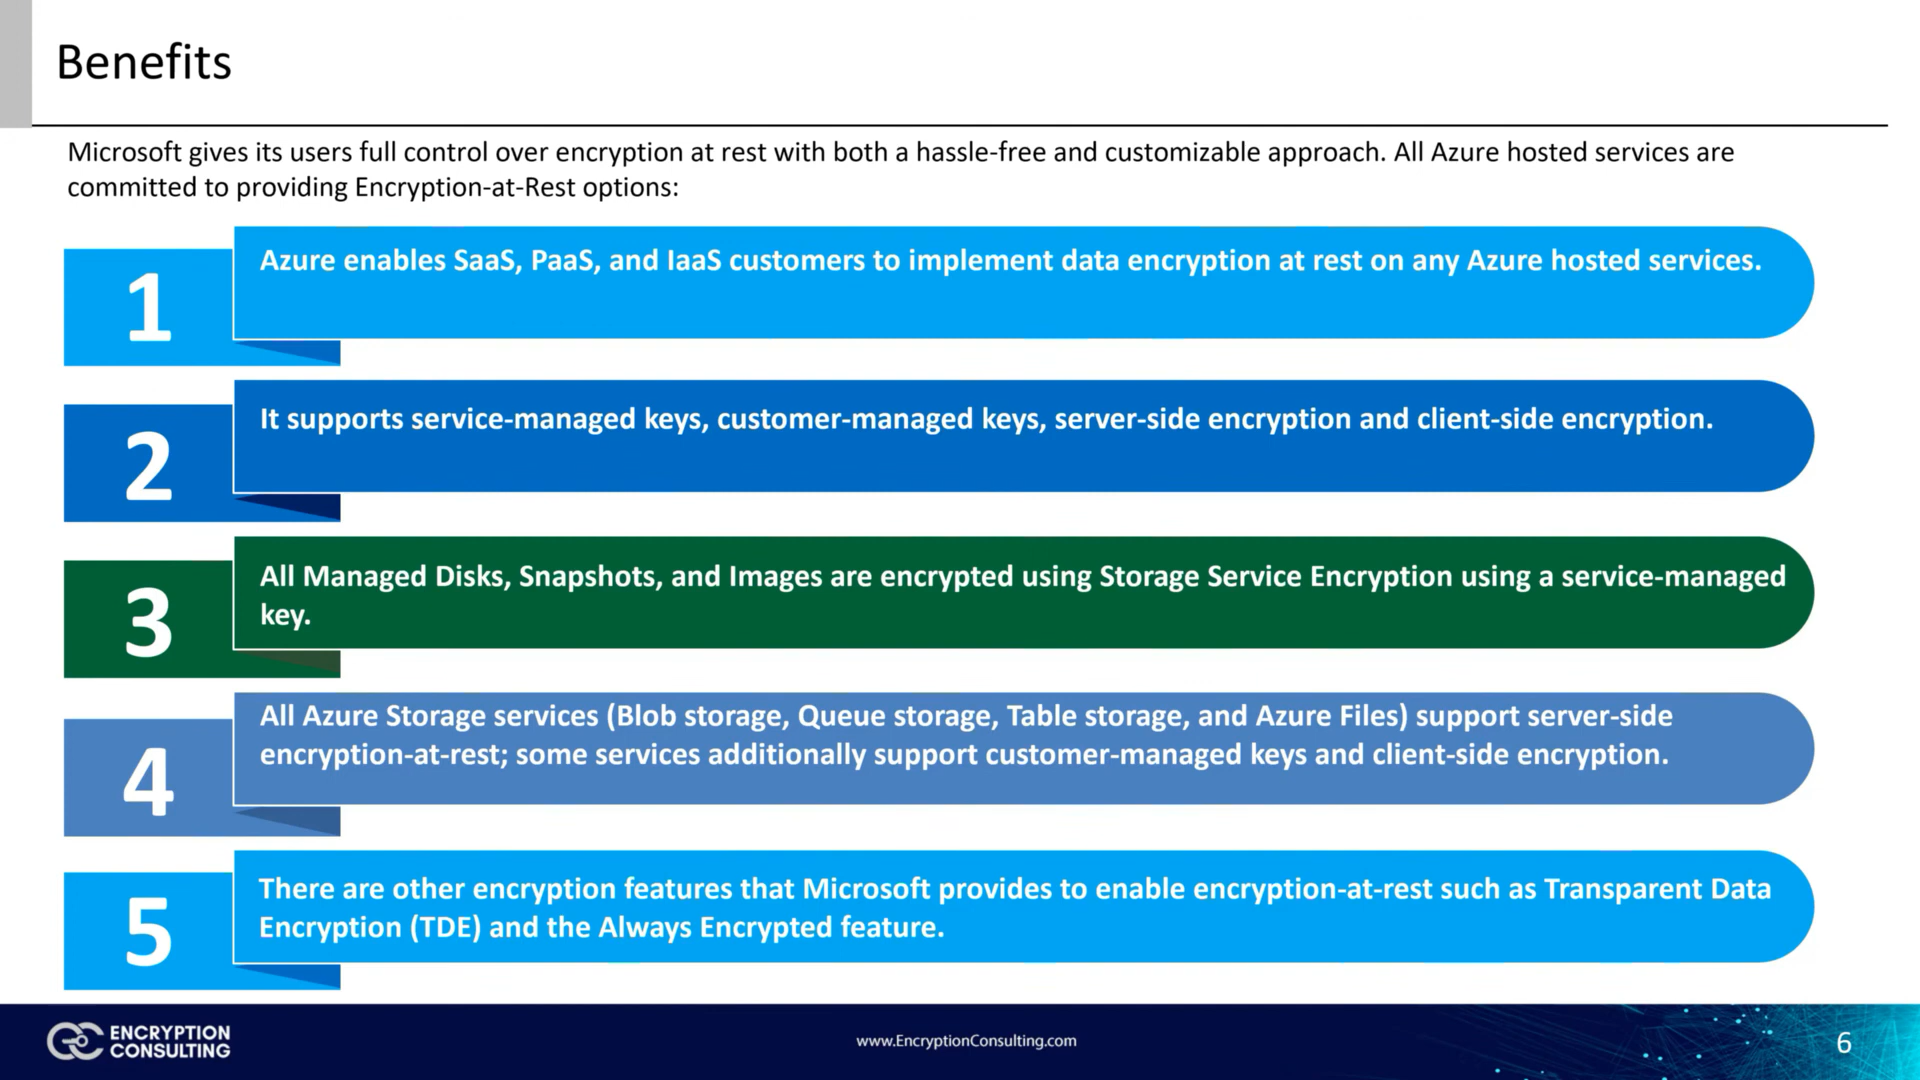 Benefits
Microsoft gives its users full control over encryption at rest with both a hassle-free and customizable approach. All Azure hosted services are
committed to providing Encryption-at-Rest options:
1
Azure enables SaaS, PaaS, and IaaS customers to implement data encryption at rest on any Azure hosted services.
2
It supports service-managed keys, customer-managed keys, server-side encryption and client-side encryption.
3
All Managed Disks, Snapshots, and Images are encrypted using Storage Service Encryption using a service-managed
key.
4
All Azure Storage services (Blob storage, Queue storage, Table storage, and Azure Files) support server-side
encryption-at-rest; some services additionally support customer-managed keys and client-side encryption.
5
There are other encryption features that Microsoft provides to enable encryption-at-rest such as Transparent Data
Encryption (TDE) and the Always Encrypted feature.
ENCRYPTION
CONSULTING
www.EncryptionConsulting.com
6